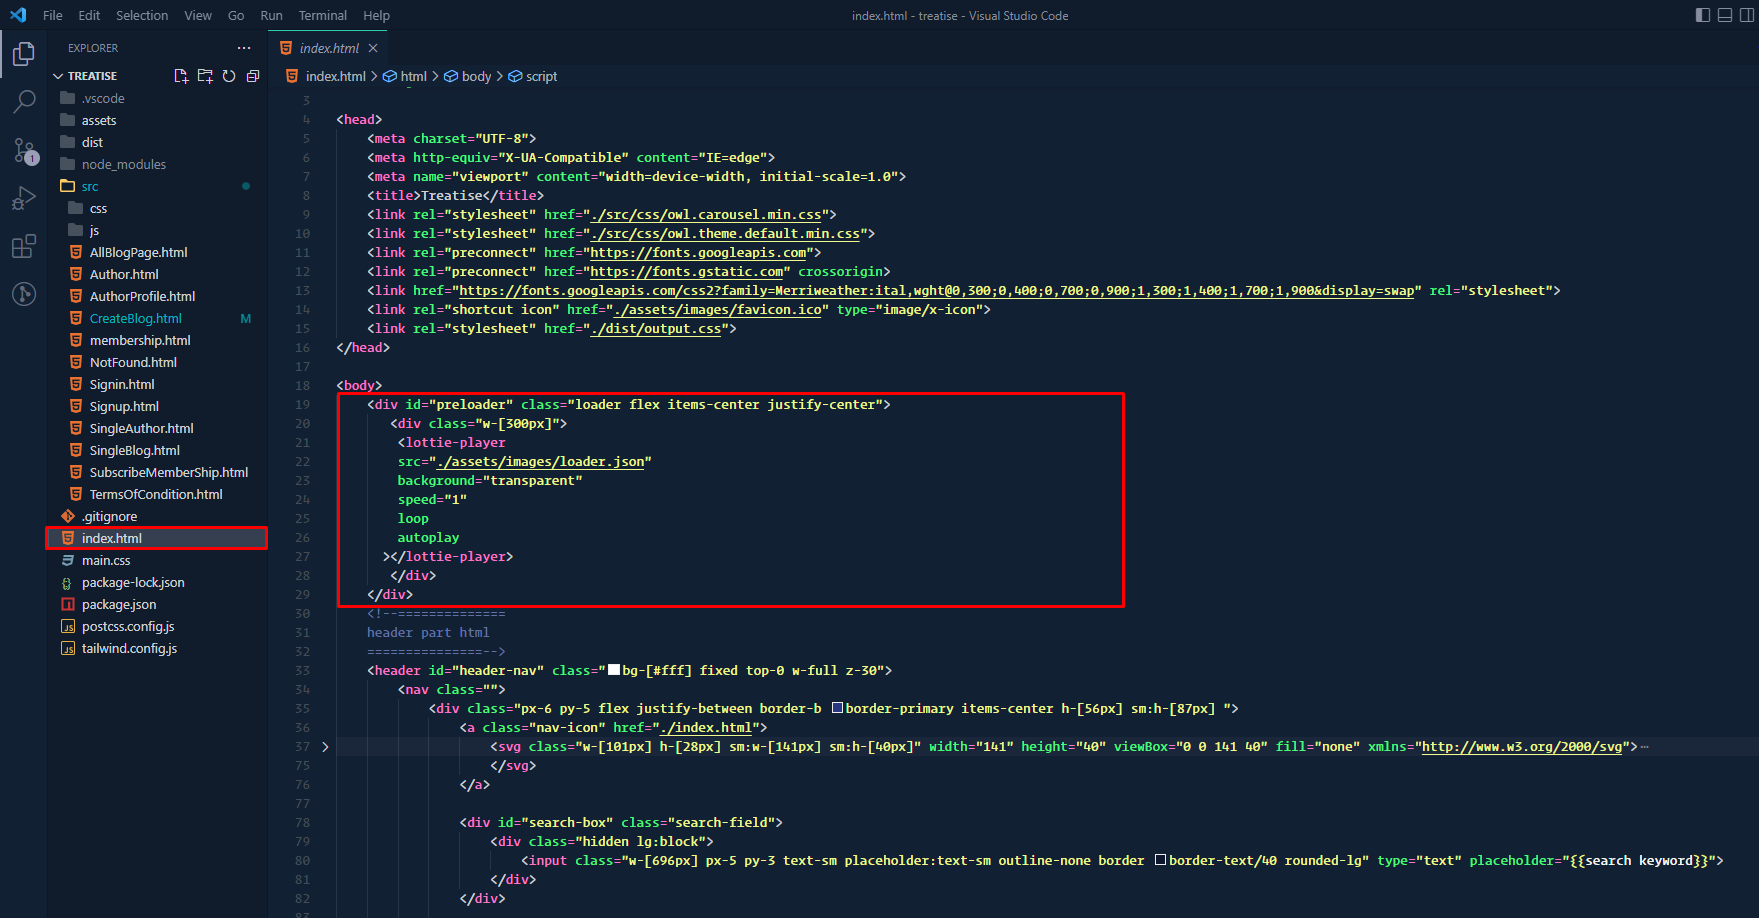 File Edit Selection View Go Run Terminal Help
index.html - treatise - Visual Studio Code
EXPLORER
TREATISE
.vscode
assets
dist
node_modules
src
css
js
AllBlogPage.html
Author.html
AuthorProfile.html
CreateBlog.html M
membership.html
NotFound.html
Signin.html
Signup.html
SingleAuthor.html
SingleBlog.html
SubscribeMemberShip.html
TermsOfCondition.html
.gitignore
index.html
main.css
package-lock.json
package.json
postcss.config.js
tailwind.config.js
1
index.html
index.html > html > body > script
3
4 <head>
5 <meta charset="UTF-8">
6 <meta http-equiv="X-UA-Compatible" content="IE=edge">
7 <meta name="viewport" content="width=device-width, initial-scale=1.0">
8 <title>Treatise</title>
9 <link rel="stylesheet" href="./src/css/owl.carousel.min.css">
10 <link rel="stylesheet" href="./src/css/owl.theme.default.min.css">
11 <link rel="preconnect" href="https://fonts.googleapis.com">
12 <link rel="preconnect" href="https://fonts.gstatic.com" crossorigin>
13 <link href="https://fonts.googleapis.com/css2?family=Merriweather:ital,wght@0,300;0,400;0,700;0,900;1,300;1,400;1,700;1,900&display=swap" rel="stylesheet">
14 <link rel="shortcut icon" href="./assets/images/favicon.ico" type="image/x-icon">
15 <link rel="stylesheet" href="./dist/output.css">
16 </head>
17
18 <body>
19 <div id="preloader" class="loader flex items-center justify-center">
20 <div class="w-[300px]">
21 <lottie-player
22 src="./assets/images/loader.json"
23 background="transparent"
24 speed="1"
25 loop
26 autoplay
27 ></lottie-player>
28 </div>
29 </div>
30 <!--==============
31 header part html
32 ===============-->
33 <header id="header-nav" class="bg-[#fff] fixed top-0 w-full z-30">
34 <nav class="">
35 <div class="px-6 py-5 flex justify-between border-b border-primary items-center h-[56px] sm:h-[87px] ">
36 <a class="nav-icon" href="./index.html">
37 <svg class="w-[101px] h-[28px] sm:w-[141px] sm:h-[40px]" width="141" height="40" viewBox="0 0 141 40" fill="none" xmlns="http://www.w3.org/2000/svg">
75 </svg>
76 </a>
77
78 <div id="search-box" class="search-field">
79 <div class="hidden lg:block">
80 <input class="w-[696px] px-5 py-3 text-sm placeholder:text-sm outline-none border border-text/40 rounded-lg" type="text" placeholder="{{search keyword}}">
81 </div>
82 </div>